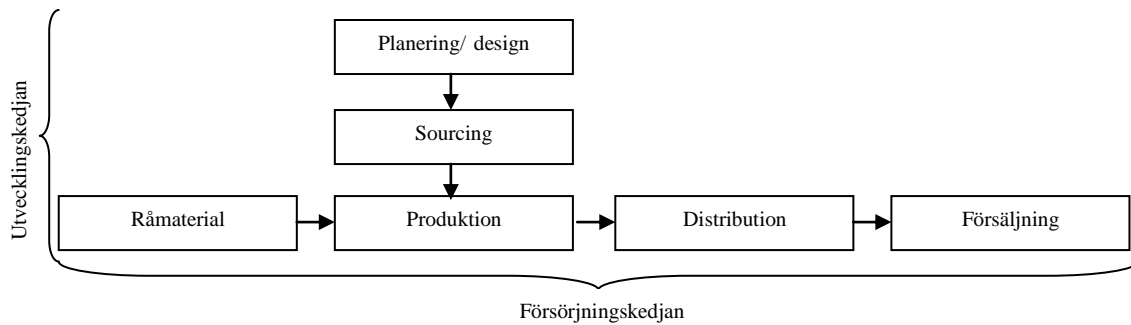 Planering/ design
Utvecklingskedjan
Sourcing
Råmaterial
Produktion
Distribution
Försäljning
Försörjningskedjan